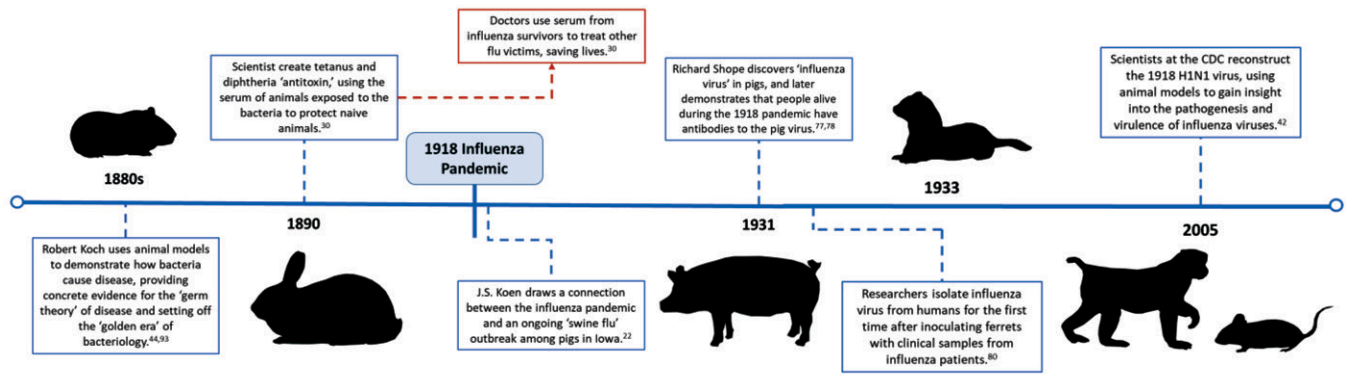 1880s
Robert Koch uses animal models
to demonstrate how bacteria
cause disease, providing
concrete evidence for the ‘germ
theory’ of disease and setting off
the ‘golden era’ of
bacteriology.44,93
Scientist create tetanus and
diphtheria ‘antitoxin,’ using the
serum of animals exposed to the
bacteria to protect naive
animals.30
1890
Doctors use serum from
influenza survivors to treat other
flu victims, saving lives.30
1918 Influenza
Pandemic
J.S. Koen draws a connection
between the influenza pandemic
and an ongoing ‘swine flu’
outbreak among pigs in Iowa.22
Richard Shope discovers ‘influenza
virus’ in pigs, and later
demonstrates that people alive
during the 1918 pandemic have
antibodies to the pig virus.77,78
1931
1933
Researchers isolate influenza
virus from humans for the first
time after inoculating ferrets
with clinical samples from
influenza patients.80
Scientists at the CDC reconstruct
the 1918 H1N1 virus, using
animal models to gain insight
into the pathogenesis and
virulence of influenza viruses.42
2005